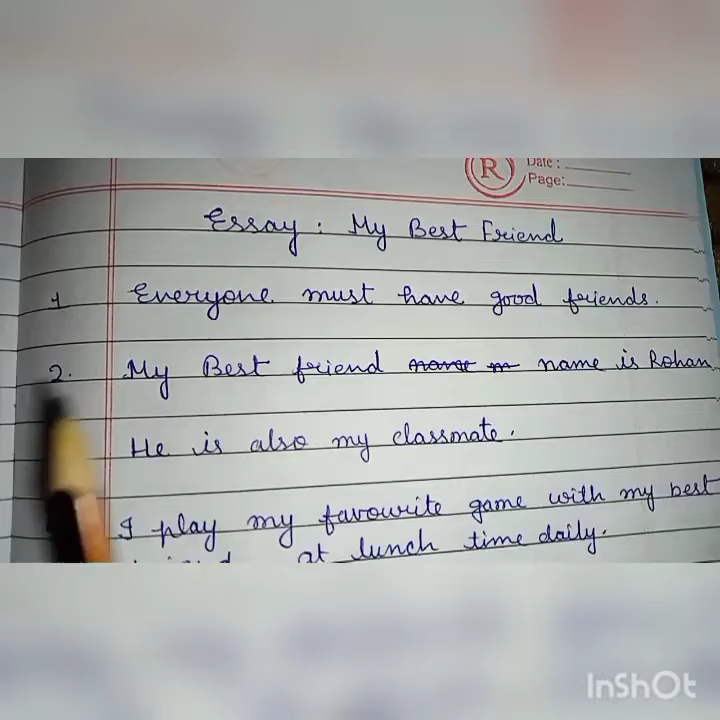 R Date :
Page:
Essay : My Best Friend
1 Everyone must have good friends.
2. My Best friend name is Rohan
He is also my classmate.
I play my favourite game with my best
at lunch time daily.
InShOt